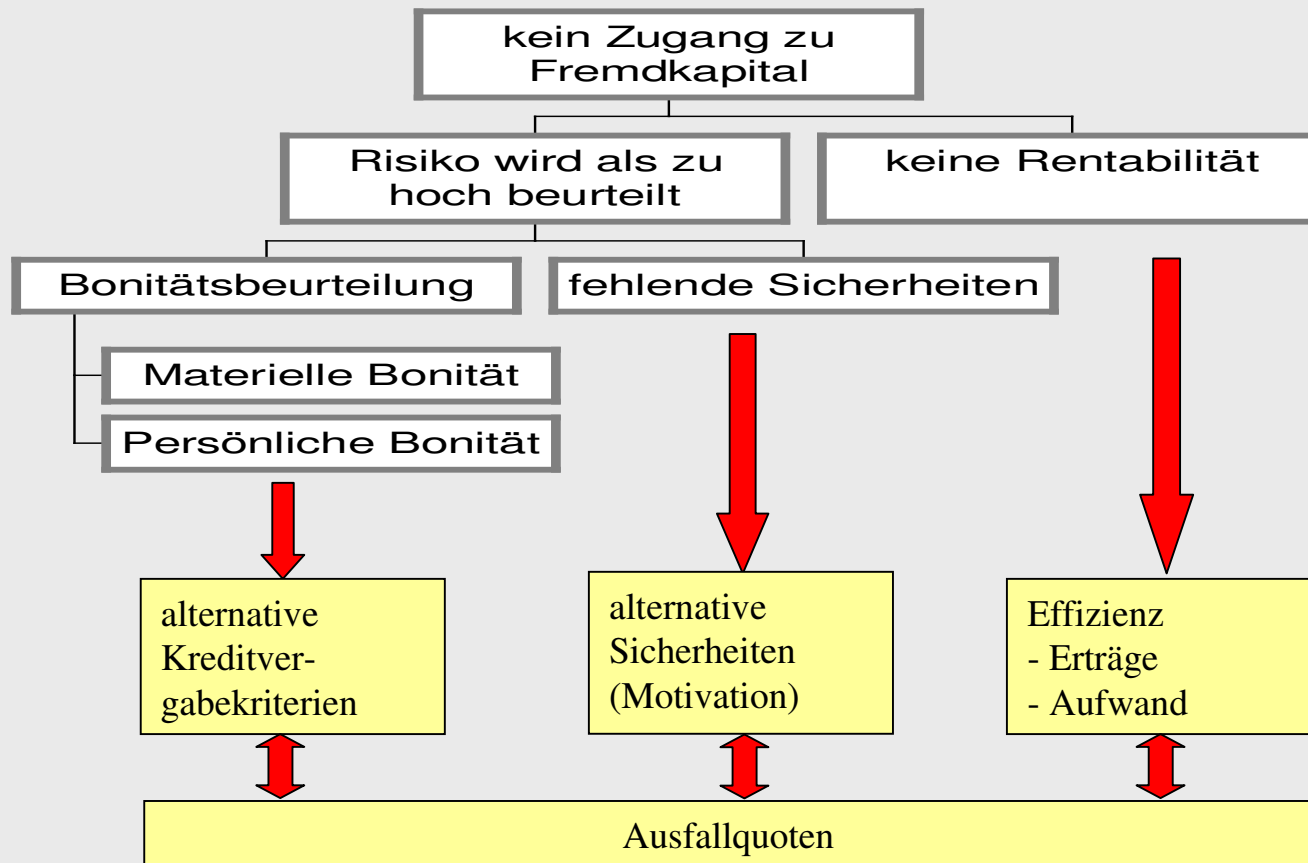 kein Zugang zu
Fremdkapital
Risiko wird als zu
hoch beurteilt
keine Rentabilität
Bonitätsbeurteilung
fehlende Sicherheiten
Materielle Bonität
Persönliche Bonität
alternative
Kreditver-
gabekriterien
alternative
Sicherheiten
(Motivation)
Effizienz
- Erträge
- Aufwand
Ausfallquoten